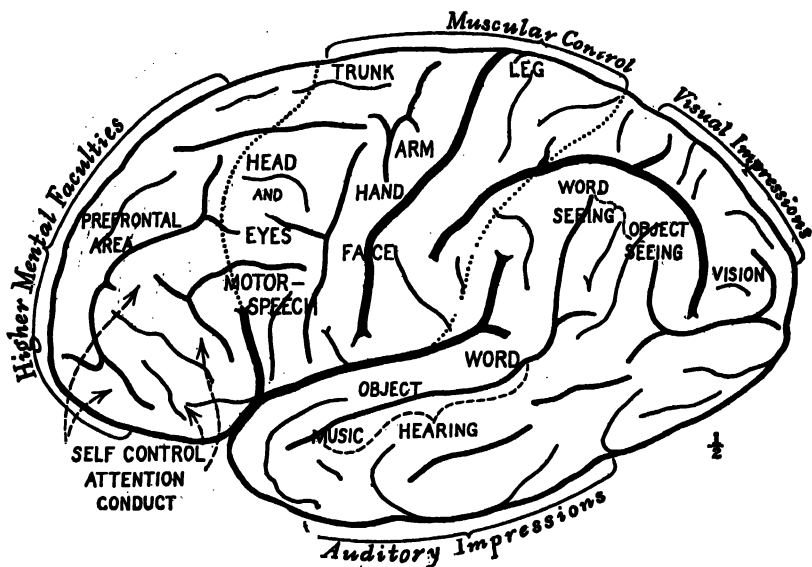 Muscular Control
Visual Impressions
Higher Mental Faculties
TRUNK
LEG
ARM
HEAD
AND
EYES
HAND
PREFRONTAL
AREA
FACE
WORD
SEEING
OBJECT
SEEING
VISION
MOTOR-
SPEECH
WORD
OBJECT
MUSIC
HEARING
SELF CONTROL
ATTENTION
CONDUCT
1/2
Auditory Impressions